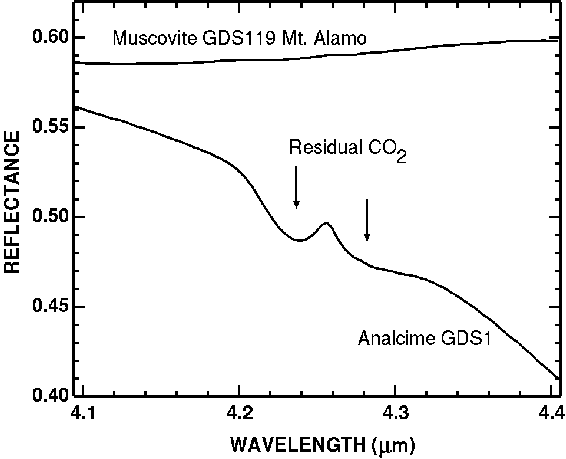 0.60
Muscovite GDS119 Mt. Alamo
0.55
Residual CO2
0.50
0.45
Analcime GDS1
0.40
REFLECTANCE
4.1 4.2 4.3 4.4
WAVELENGTH (μm)